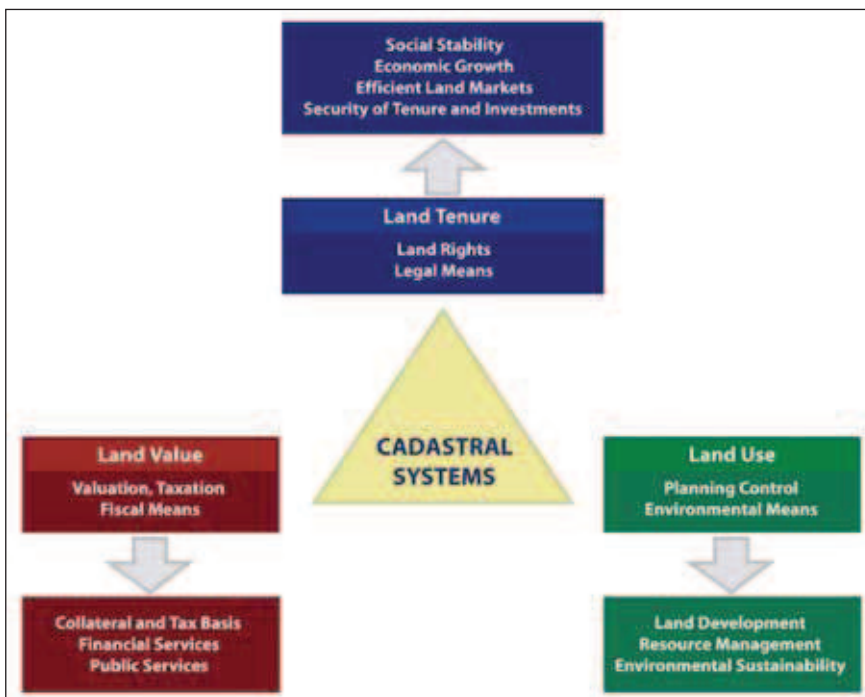 Social Stability
Economic Growth
Efficient Land Markets
Security of Tenure and Investments
Land Tenure
Land Rights
Legal Means
CADASTRAL
SYSTEMS
Land Value
Valuation, Taxation
Fiscal Means
Collateral and Tax Basis
Financial Services
Public Services
Land Use
Planning Control
Environmental Means
Land Development
Resource Management
Environmental Sustainability